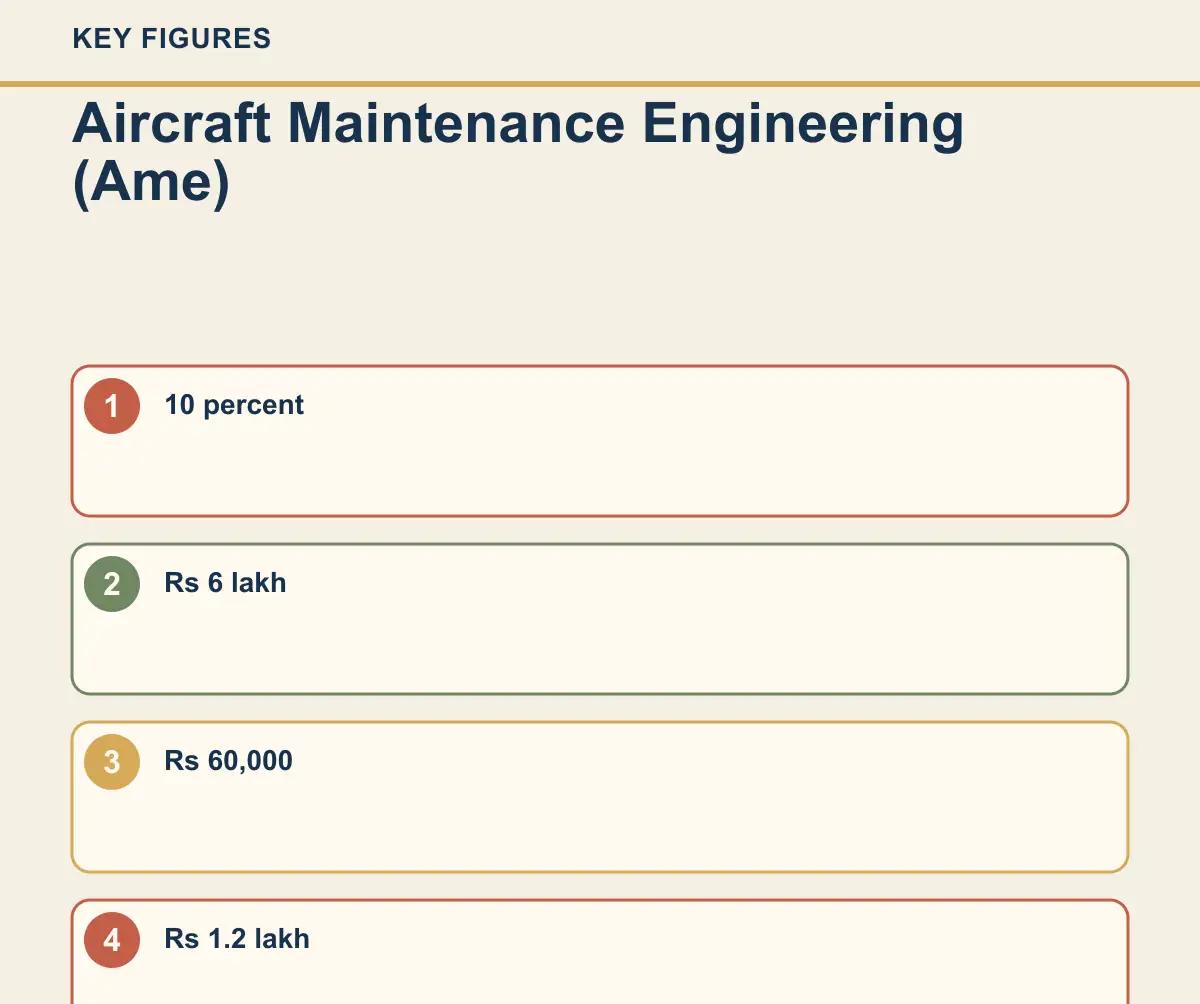 KEY FIGURES
Aircraft Maintenance Engineering
(Ame)
1 10 percent
2 Rs 6 lakh
3 Rs 60,000
4 Rs 1.2 lakh